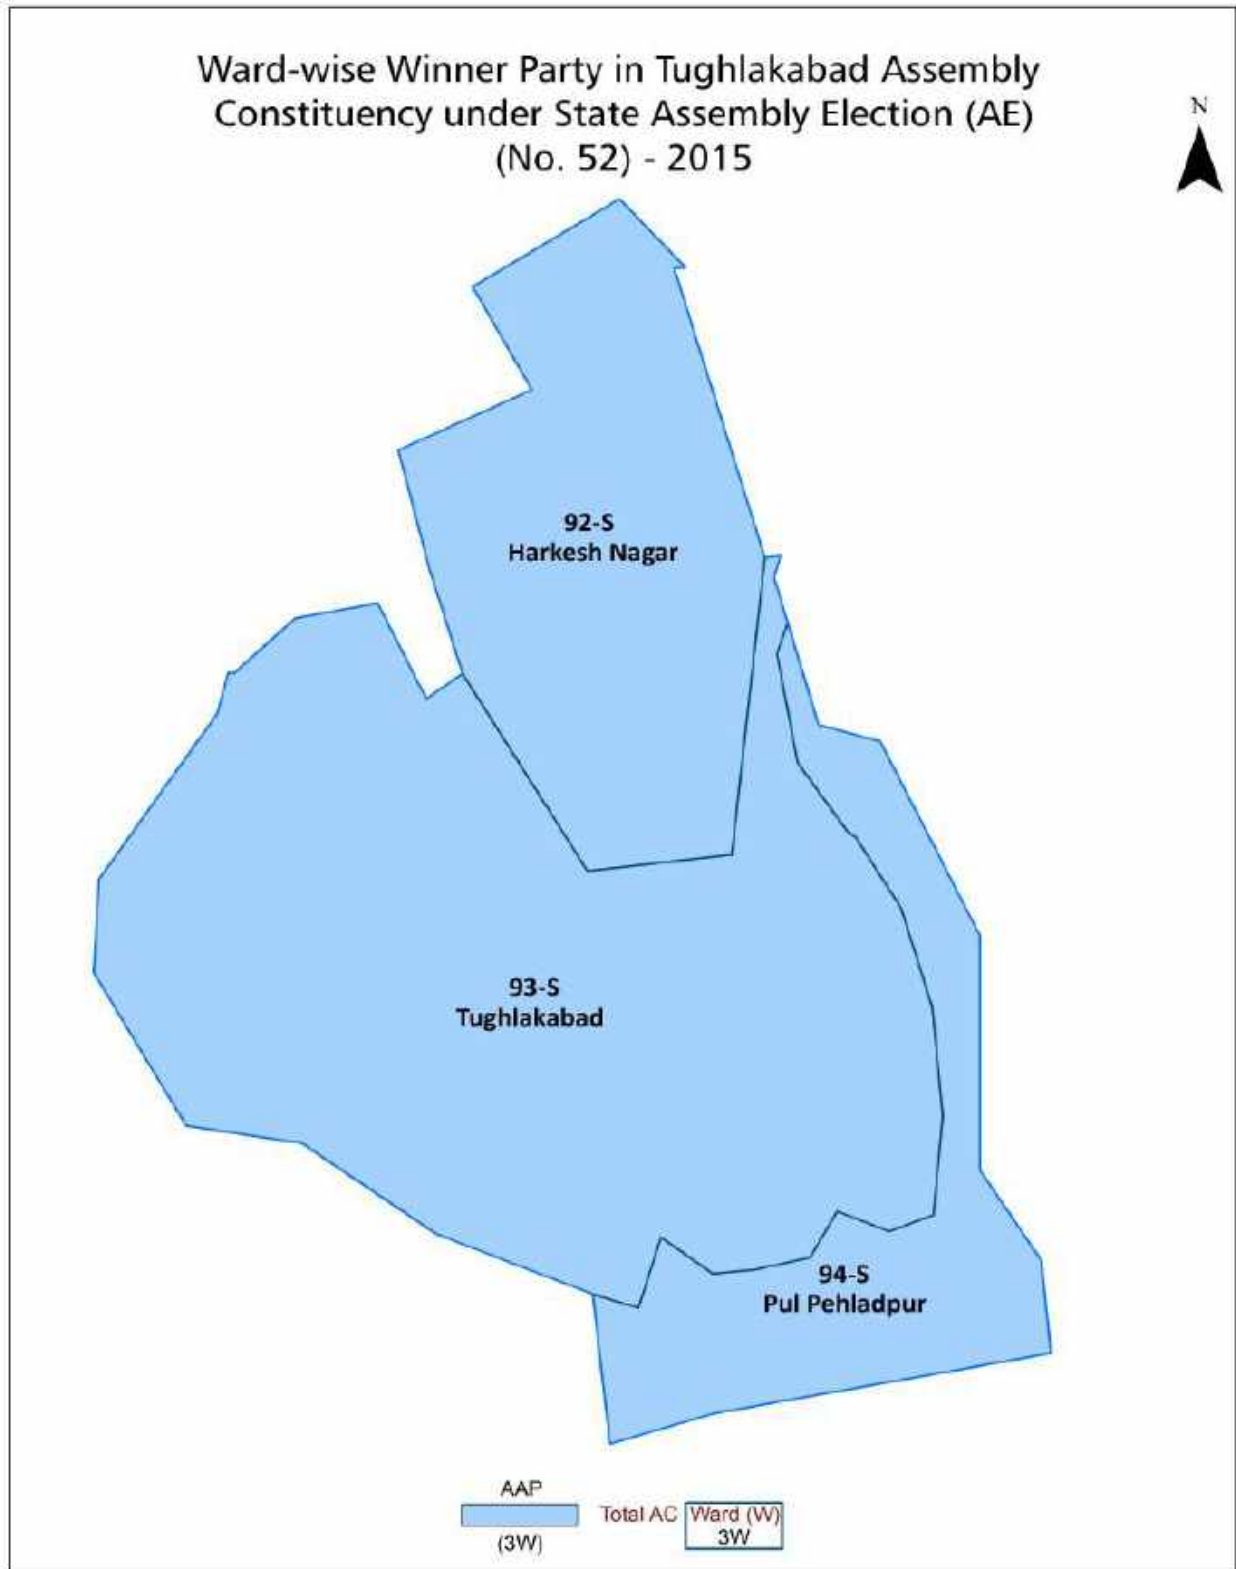 Ward-wise Winner Party in Tughlakabad Assembly
Constituency under State Assembly Election (AE)
(No. 52) - 2015
N
92-S
Harkesh Nagar
93-S
Tughlakabad
94-S
Pul Pehladpur
AAP
(3W)
Total AC
Ward (W)
3W